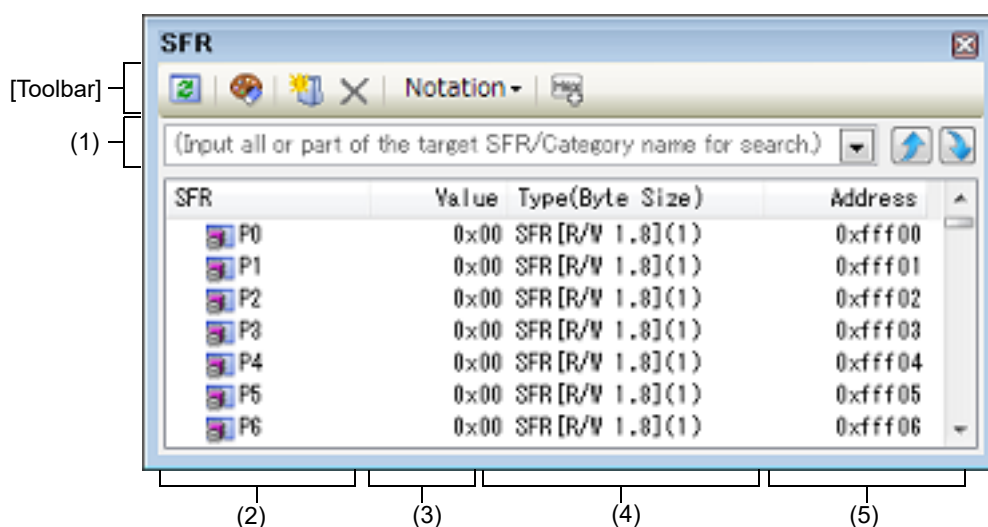 SFR
[Toolbar]
Notation
Hex
(1)
(Input all or part of the target SFR/Category name for search.)
SFR Value Type(Byte Size) Address
P0 0x00 SFR[R/W 1.8](1) 0xfff00
P1 0x00 SFR[R/W 1.8](1) 0xfff01
P2 0x00 SFR[R/W 1.8](1) 0xfff02
P3 0x00 SFR[R/W 1.8](1) 0xfff03
P4 0x00 SFR[R/W 1.8](1) 0xfff04
P5 0x00 SFR[R/W 1.8](1) 0xfff05
P6 0x00 SFR[R/W 1.8](1) 0xfff06
(2) (3) (4) (5)